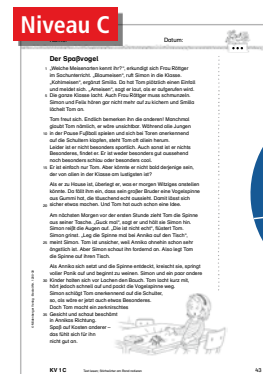 Niveau C
Datum:
Der Spaßvogel
„Welche Meisenarten kennt ihr?“, erkundigt sich Frau Röttger
im Sachunterricht. „Blaumeisen“, ruft Simon in die Klasse.
„Kohlmeisen“, ergänzt Smilla. Da hat Tom plötzlich einen Einfall
und meldet sich. „Ameisen“, sagt er laut, als er aufgerufen wird.
5 Die ganze Klasse lacht. Auch Frau Röttger muss schmunzeln.
Simon und Felix hören gar nicht mehr auf zu kichern und Smilla
lächelt Tom an.
Tom freut sich. Endlich bemerken ihn die anderen! Manchmal
glaubt Tom nämlich, er wäre unsichtbar. Während alle Jungen
10 in der Pause Fußball spielen und sich bei Toren anerkennend
auf die Schultern klopfen, steht Tom oft allein herum.
Leider ist er nicht besonders sportlich. Auch sonst ist er nichts
Besonderes, findet er. Er ist weder besonders gut aussehend
noch besonders schlau oder besonders cool.
15 Er ist einfach nur Tom. Aber könnte er nicht bald derjenige sein,
der von allen in der Klasse am lustigsten ist?
Als er zu Hause ist, überlegt er, was er morgen Witziges anstellen
könnte. Da fällt ihm ein, dass sein großer Bruder eine Vogelspinne
aus Gummi hat, die täuschend echt aussieht. Damit lässt sich
20 sicher etwas machen. Und Tom hat auch schon eine Idee.
Am nächsten Morgen vor der ersten Stunde zieht Tom die Spinne
aus seiner Tasche. „Guck mal“, sagt er und hält sie Simon hin.
Simon reißt die Augen auf. „Die ist nicht echt“, flüstert Tom.
Simon grinst. „Leg die Spinne mal bei Annika auf den Tisch“,
25 meint Simon. Tom ist unsicher, weil Annika ohnehin schon sehr
ängstlich ist. Aber Simon schaut ihn fordernd an. Also legt Tom
die Spinne auf ihren Tisch.
Als Annika sich setzt und die Spinne entdeckt, kreischt sie, springt
voller Panik auf und beginnt zu weinen. Simon und ein paar andere
30 Kinder halten sich vor Lachen den Bauch. Tom lacht kurz mit,
hört jedoch schnell auf und packt die Vogelspinne weg.
Simon schlägt Tom anerkennend auf die Schulter,
so, als wäre er jetzt auch etwas Besonderes.
Doch Tom macht ein zerknirschtes
35 Gesicht und schaut beschämt
in Annikas Richtung.
Spaß auf Kosten anderer –
das fühlt sich für ihn
nicht gut an.
KV 1 C
43